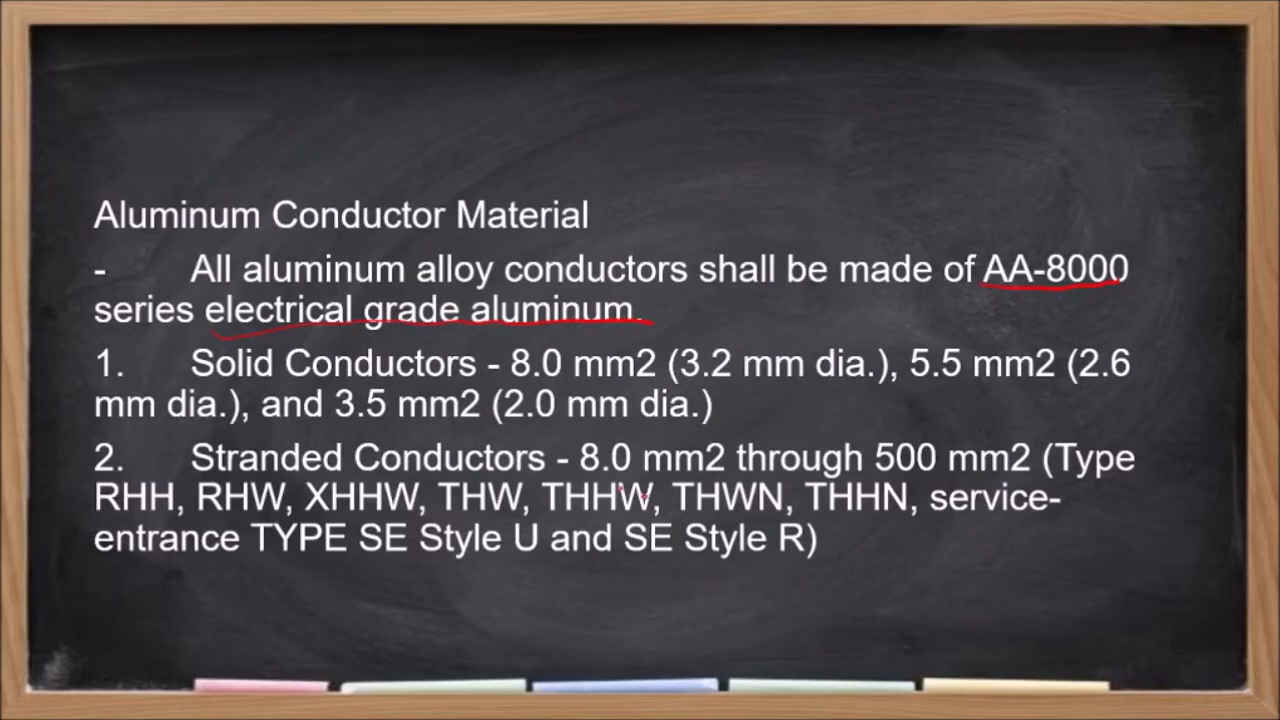 Aluminum Conductor Material
- All aluminum alloy conductors shall be made of AA-8000
series electrical grade aluminum.
1. Solid Conductors - 8.0 mm2 (3.2 mm dia.), 5.5 mm2 (2.6
mm dia.), and 3.5 mm2 (2.0 mm dia.)
2. Stranded Conductors - 8.0 mm2 through 500 mm2 (Type
RHH, RHW, XHHW, THW, THHW, THWN, THHN, service-
entrance TYPE SE Style U and SE Style R)